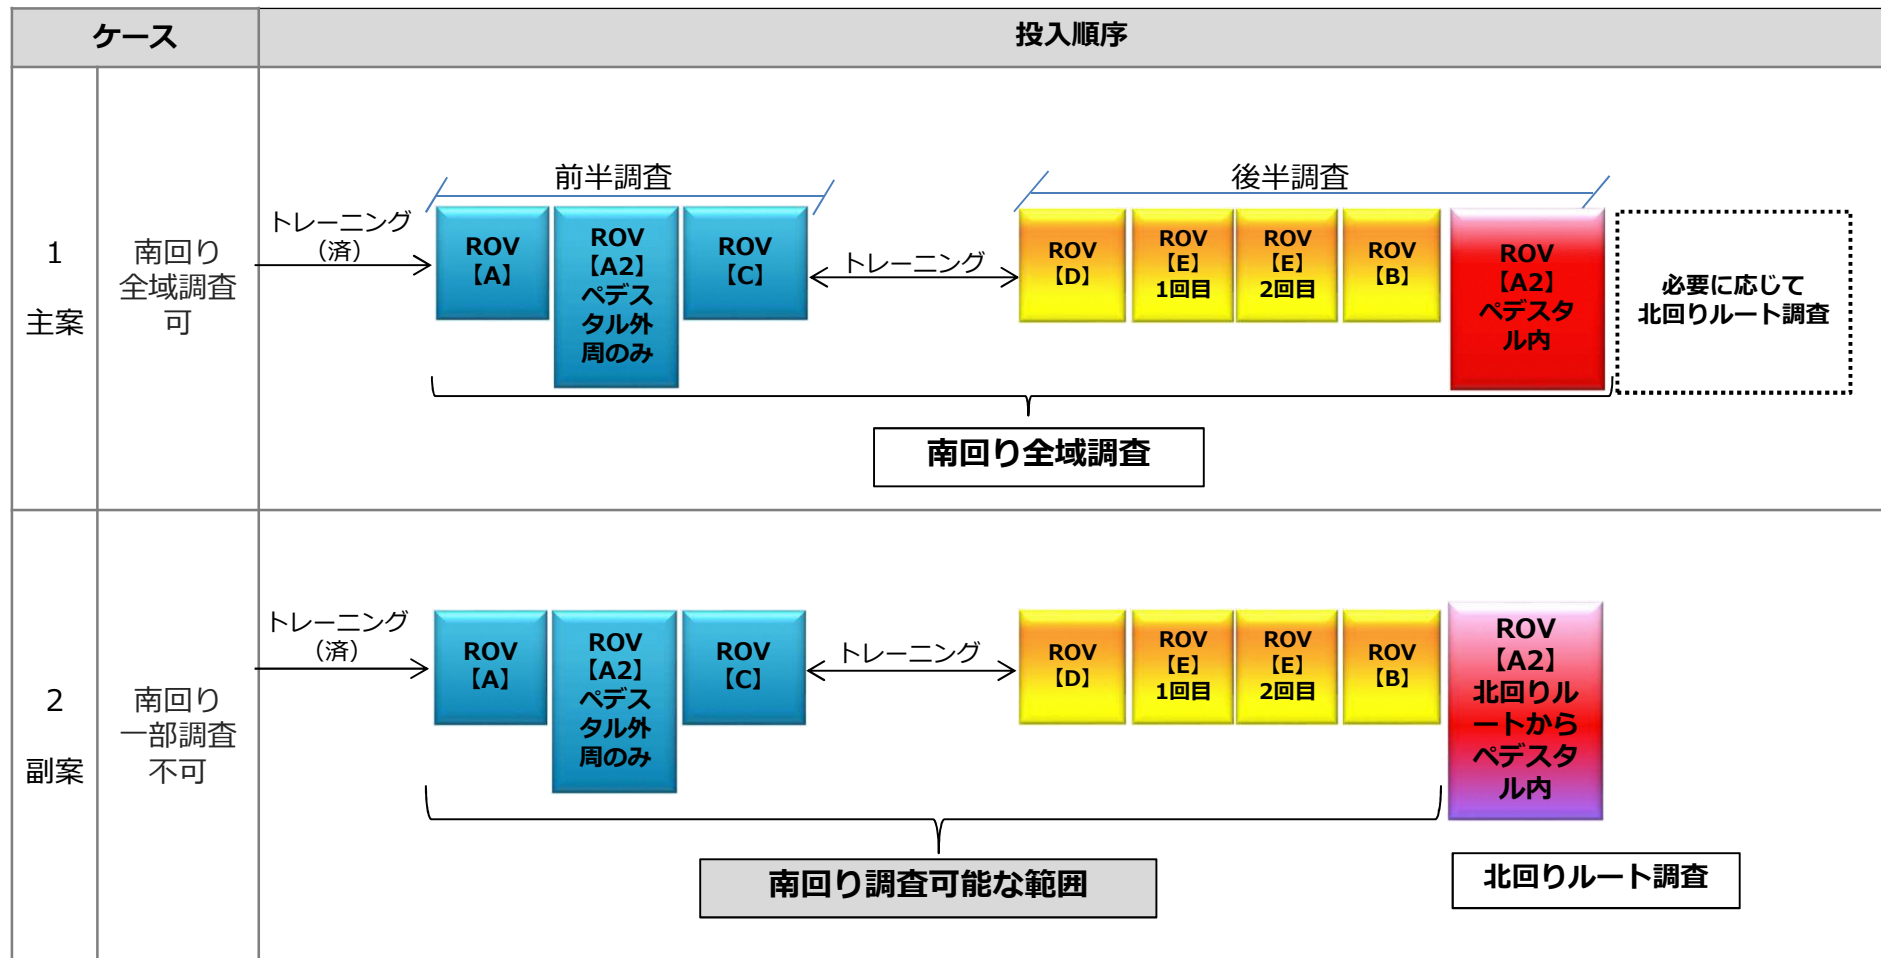 ケース
投入順序
1
主案
南回り
全域調査
可
トレーニング
（済）
前半調査
ROV
【A】
ROV
【A2】
ペデス
タル外
周のみ
ROV
【C】
トレーニング
後半調査
ROV
【D】
ROV
【E】
1回目
ROV
【E】
2回目
ROV
【B】
ROV
【A2】
ペデスタ
ル内
必要に応じて
北回りルート調査
南回り全域調査
2
副案
南回り
一部調査
不可
トレーニング
（済）
ROV
【A】
ROV
【A2】
ペデス
タル外
周のみ
ROV
【C】
トレーニング
ROV
【D】
ROV
【E】
1回目
ROV
【E】
2回目
ROV
【B】
ROV
【A2】
北回りル
ートから
ペデスタ
ル内
南回り調査可能な範囲
北回りルート調査